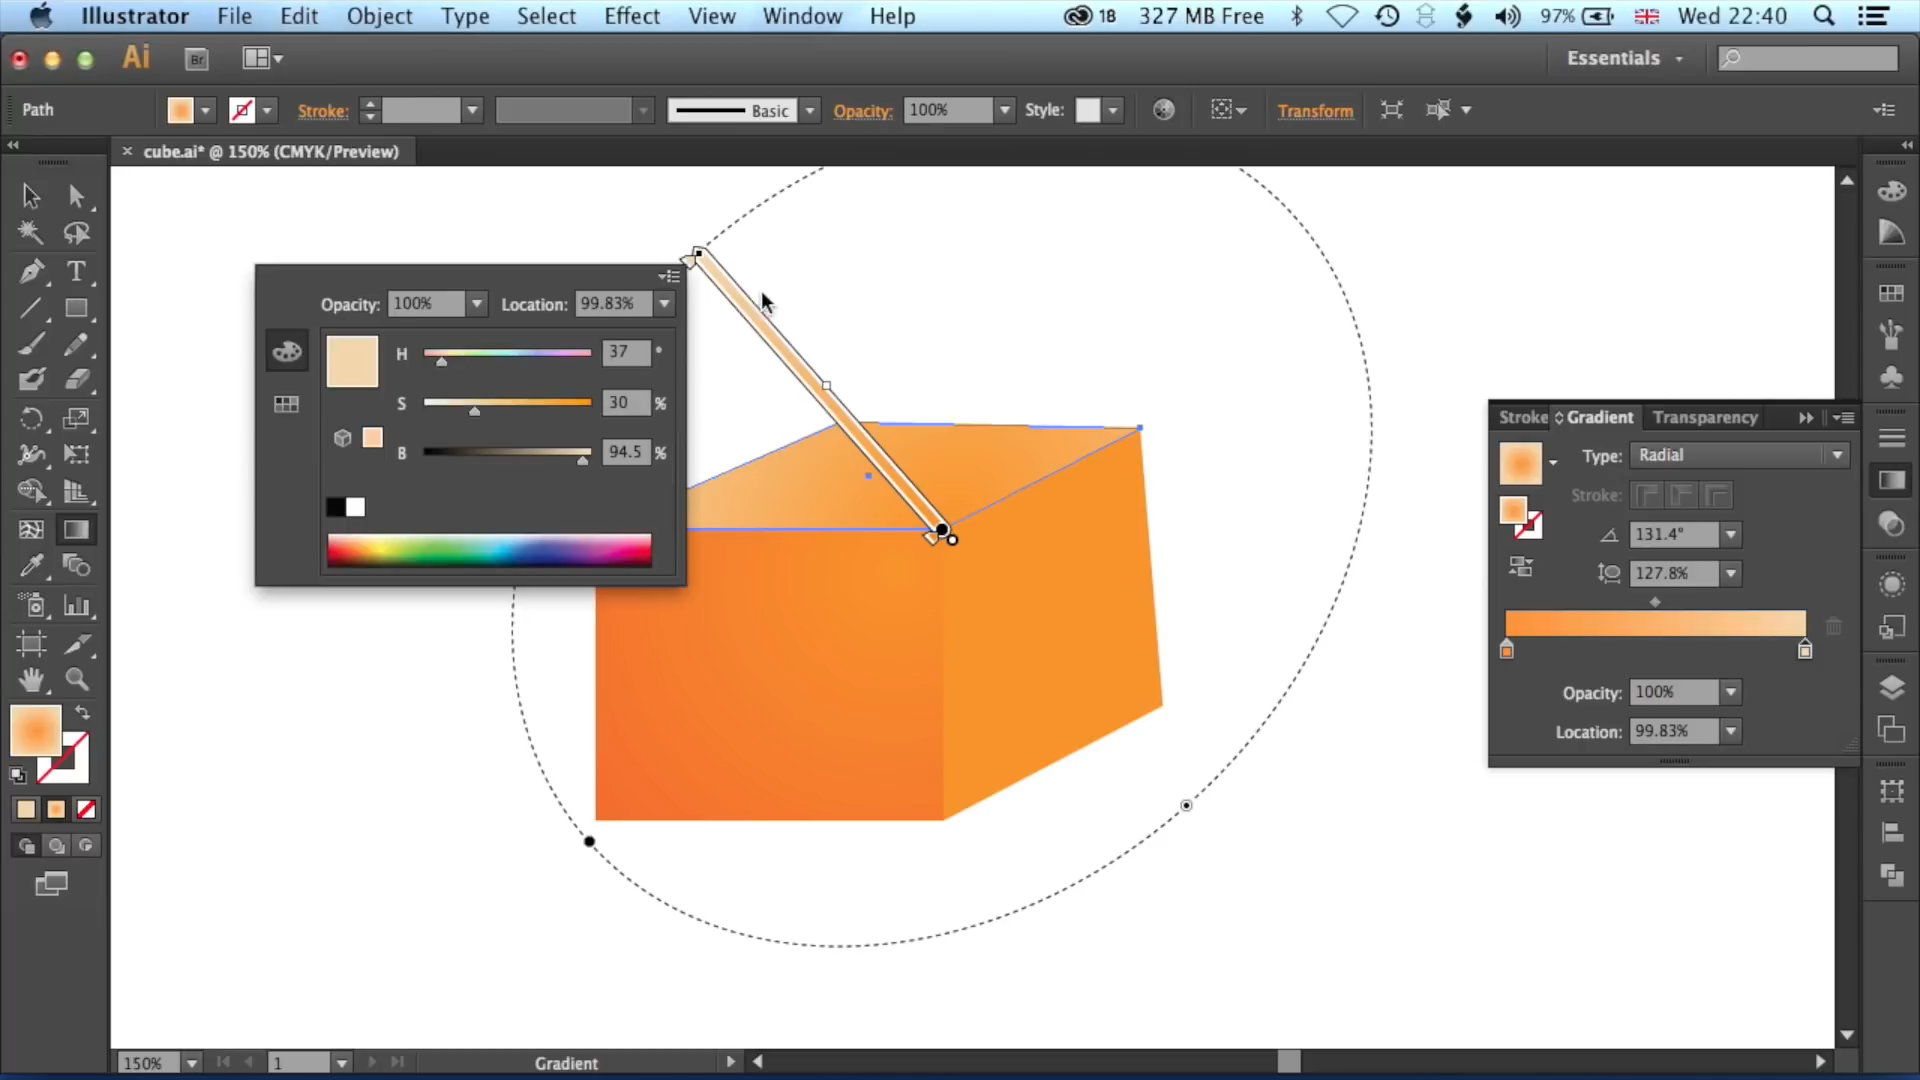 Illustrator File Edit Object Type Select Effect View Window Help 18 327 MB Free 97% Wed 22:40
Ai Br Essentials
Path Stroke: Basic Opacity: 100% Style: Transform
× cube.ai* @ 150% (CMYK/Preview)
Opacity: 100% Location: 99.83%
H 37 °
S 30 %
B 94.5 %
Stroke Gradient Transparency
Type: Radial
Stroke:
131.4°
127.8%
Opacity: 100%
Location: 99.83%
T
150% 1 Gradient